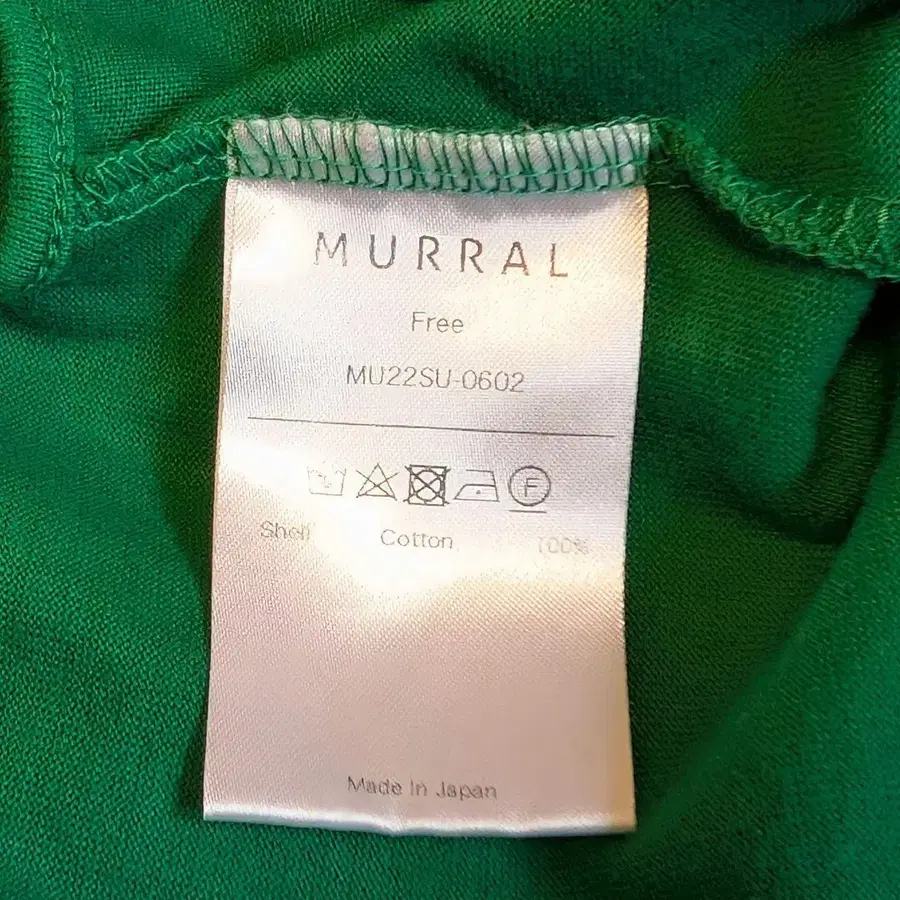 MURRAL
Free
MU22SU-0602
F
Shell Cotton 100%
Made In Japan